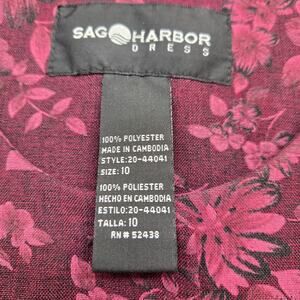 SAG HARBOR
DRESS
100% POLYESTER
MADE IN CAMBODIA
STYLE:20-44041
SIZE: 10
100% POLIESTER
HECHO EN CAMBODIA
ESTILO:20-44041
TALLA: 10
RN# 52438